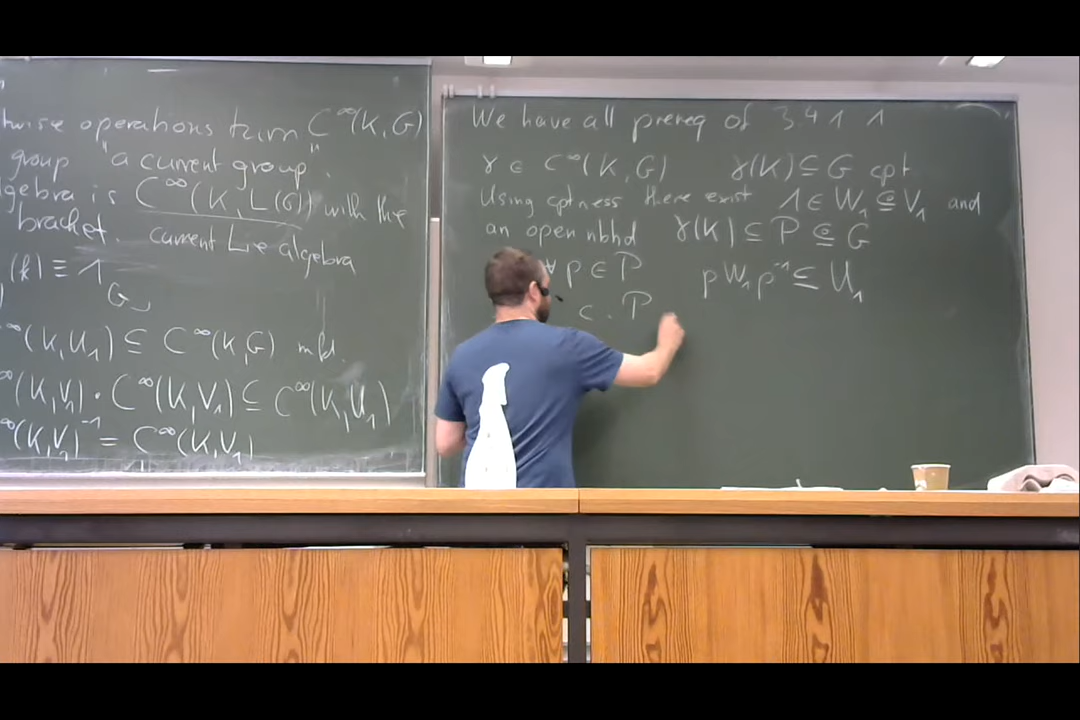 twise operations turn C^∞(K,G)
group "a current group".
gebra is C^∞(K, L(G)) with the
bracket. current Lie algebra
(k) ≡ 1_G
^∞(K,U_1) ⊆ C^∞(K,G) mfd.
^∞(K,V_1) · C^∞(K,V_1) ⊆ C^∞(K,U_1)
^∞(K,V_1)^{-1} = C^∞(K,V_1)
We have all prereq of 3.4 1
γ ∈ C^∞(K,G) γ(K) ⊆ G cpt
Using cptness there exist 1 ∈ W_1 ⊆ V_1 and
an open nbhd γ(K) ⊆ P ⊆ G
∀ p ∈ P pW_1p^{-1} ⊆ U_1
P